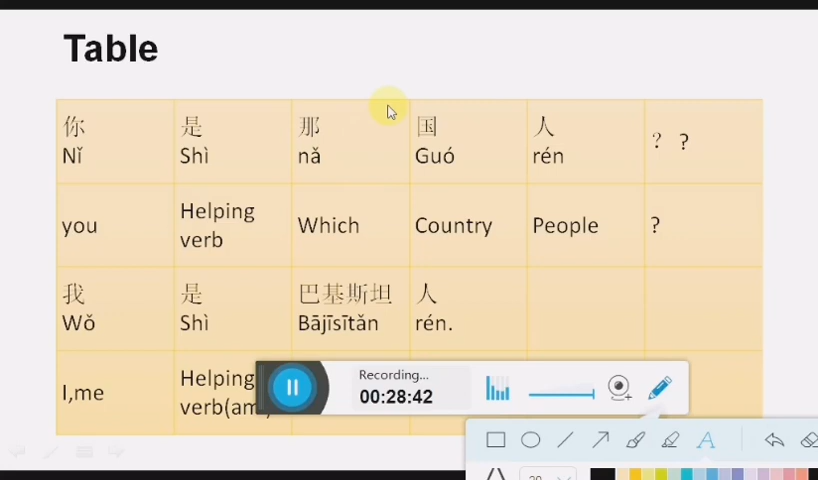 Table
你 是 那 国 人 ？ ?
Nǐ Shì nǎ Guó rén
you Helping verb Which Country People ?
我 是 巴基斯坦 人
Wǒ Shì Bājīsītǎn rén.
I,me Helping verb(am
Recording...
00:28:42
A
20